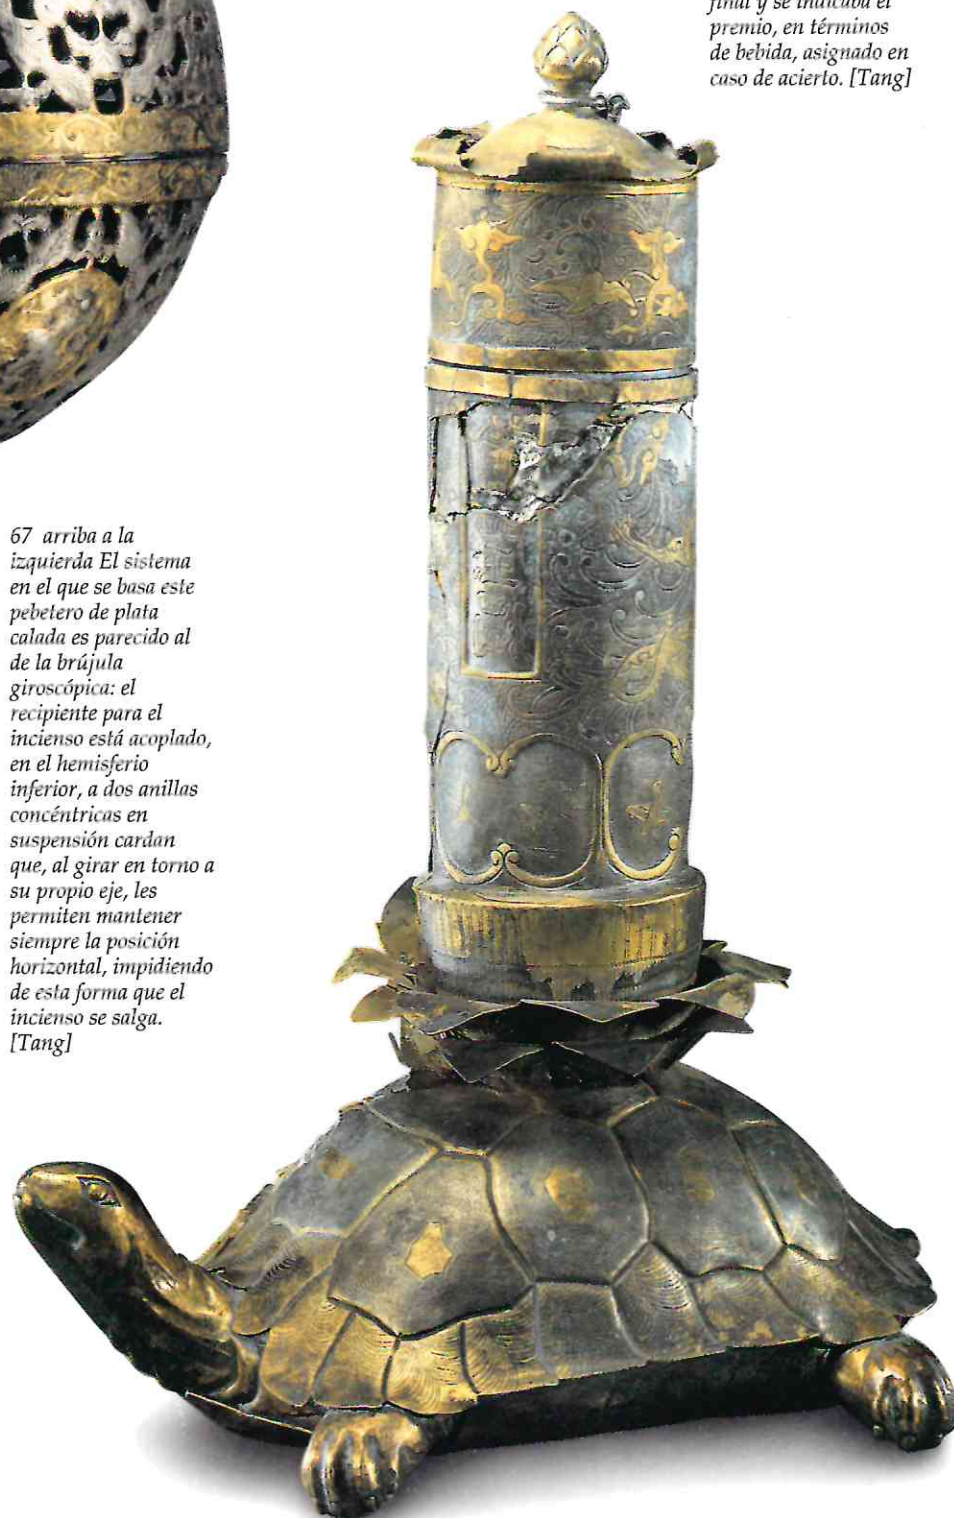 final y se indicaba el
premio, en términos
de bebida, asignado en
caso de acierto. [Tang]
67 arriba a la
izquierda El sistema
en el que se basa este
pebetero de plata
calada es parecido al
de la brújula
giroscópica: el
recipiente para el
incienso está acoplado,
en el hemisferio
inferior, a dos anillas
concéntricas en
suspensión cardan
que, al girar en torno a
su propio eje, les
permiten mantener
siempre la posición
horizontal, impidiendo
de esta forma que el
incienso se salga.
[Tang]